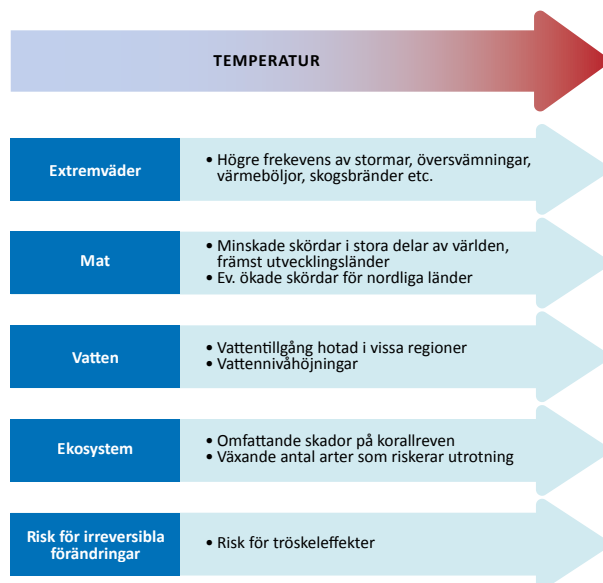 TEMPERATUR
Extremväder
• Högre frekevens av stormar, översvämningar,
värmeböljor, skogsbränder etc.
Mat
• Minskade skördar i stora delar av världen,
främst utvecklingsländer
• Ev. ökade skördar för nordliga länder
Vatten
• Vattentillgång hotad i vissa regioner
• Vattennivåhöjningar
Ekosystem
• Omfattande skador på korallreven
• Växande antal arter som riskerar utrotning
Risk för irreversibla
förändringar
• Risk för tröskeleffekter